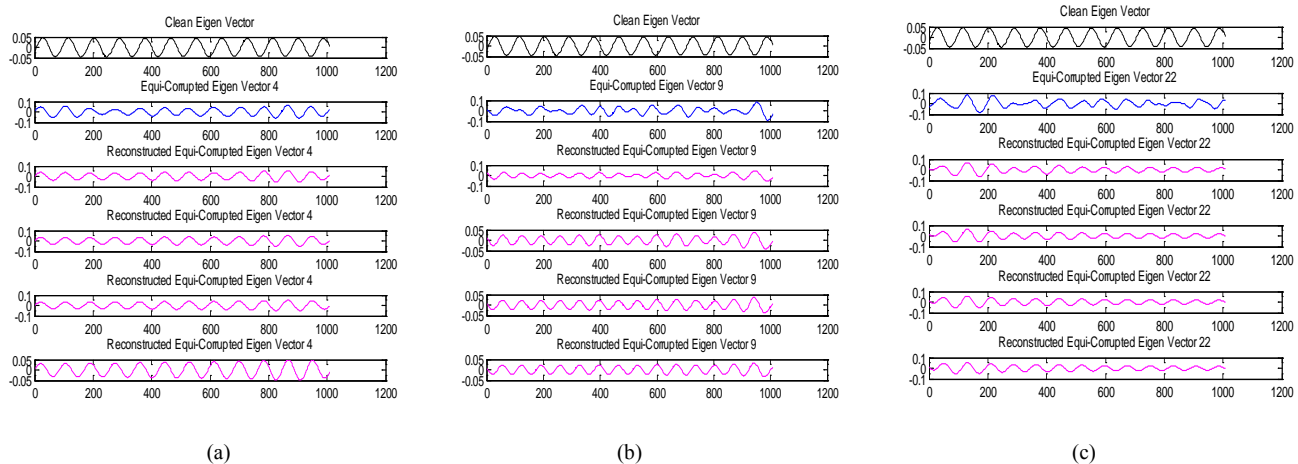 Clean Eigen Vector
0.05
0
-0.05
0 200 400 600 800 1000 1200
Equi-Corrupted Eigen Vector 4
0.1
0
-0.1
0 200 400 600 800 1000 1200
Reconstructed Equi-Corrupted Eigen Vector 4
0.1
0
-0.1
0 200 400 600 800 1000 1200
Reconstructed Equi-Corrupted Eigen Vector 4
0.1
0
-0.1
0 200 400 600 800 1000 1200
Reconstructed Equi-Corrupted Eigen Vector 4
0.1
0
-0.1
0 200 400 600 800 1000 1200
Reconstructed Equi-Corrupted Eigen Vector 4
0.05
0
-0.05
0 200 400 600 800 1000 1200
(a)
Clean Eigen Vector
0.05
0
-0.05
0 200 400 600 800 1000 1200
Equi-Corrupted Eigen Vector 9
0.1
0
-0.1
0 200 400 600 800 1000 1200
Reconstructed Equi-Corrupted Eigen Vector 9
0.1
0
-0.1
0 200 400 600 800 1000 1200
Reconstructed Equi-Corrupted Eigen Vector 9
0.05
0
-0.05
0 200 400 600 800 1000 1200
Reconstructed Equi-Corrupted Eigen Vector 9
0.05
0
-0.05
0 200 400 600 800 1000 1200
Reconstructed Equi-Corrupted Eigen Vector 9
0.05
0
-0.05
0 200 400 600 800 1000 1200
(b)
Clean Eigen Vector
0.05
0
-0.05
0 200 400 600 800 1000 1200
Equi-Corrupted Eigen Vector 22
0.1
0
-0.1
0 200 400 600 800 1000 1200
Reconstructed Equi-Corrupted Eigen Vector 22
0.1
0
-0.1
0 200 400 600 800 1000 1200
Reconstructed Equi-Corrupted Eigen Vector 22
0.1
0
-0.1
0 200 400 600 800 1000 1200
Reconstructed Equi-Corrupted Eigen Vector 22
0.1
0
-0.1
0 200 400 600 800 1000 1200
Reconstructed Equi-Corrupted Eigen Vector 22
0.1
0
-0.1
0 200 400 600 800 1000 1200
(c)